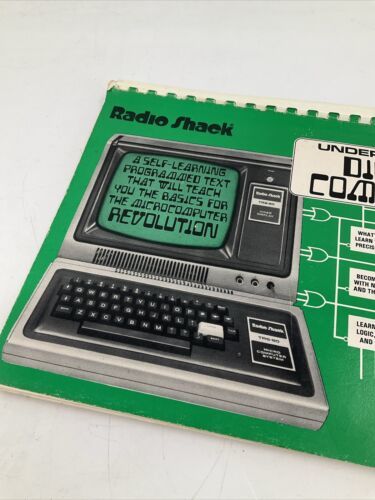 Radio Shack
UNDER
DI
COM
A SELF-LEARNING
PROGRAMMED TEXT
THAT WILL TEACH
YOU THE BASICS FOR
THE MICROCOMPUTER
REVOLUTION
Radio Shack
TRS-80
WHAT
LEARN
PRECIS
BECOM
WITH N
AND TH
LEARN
LOGIC,
AND
Radio Shack
TRS-80
MICRO
COMPUTER
SYSTEM